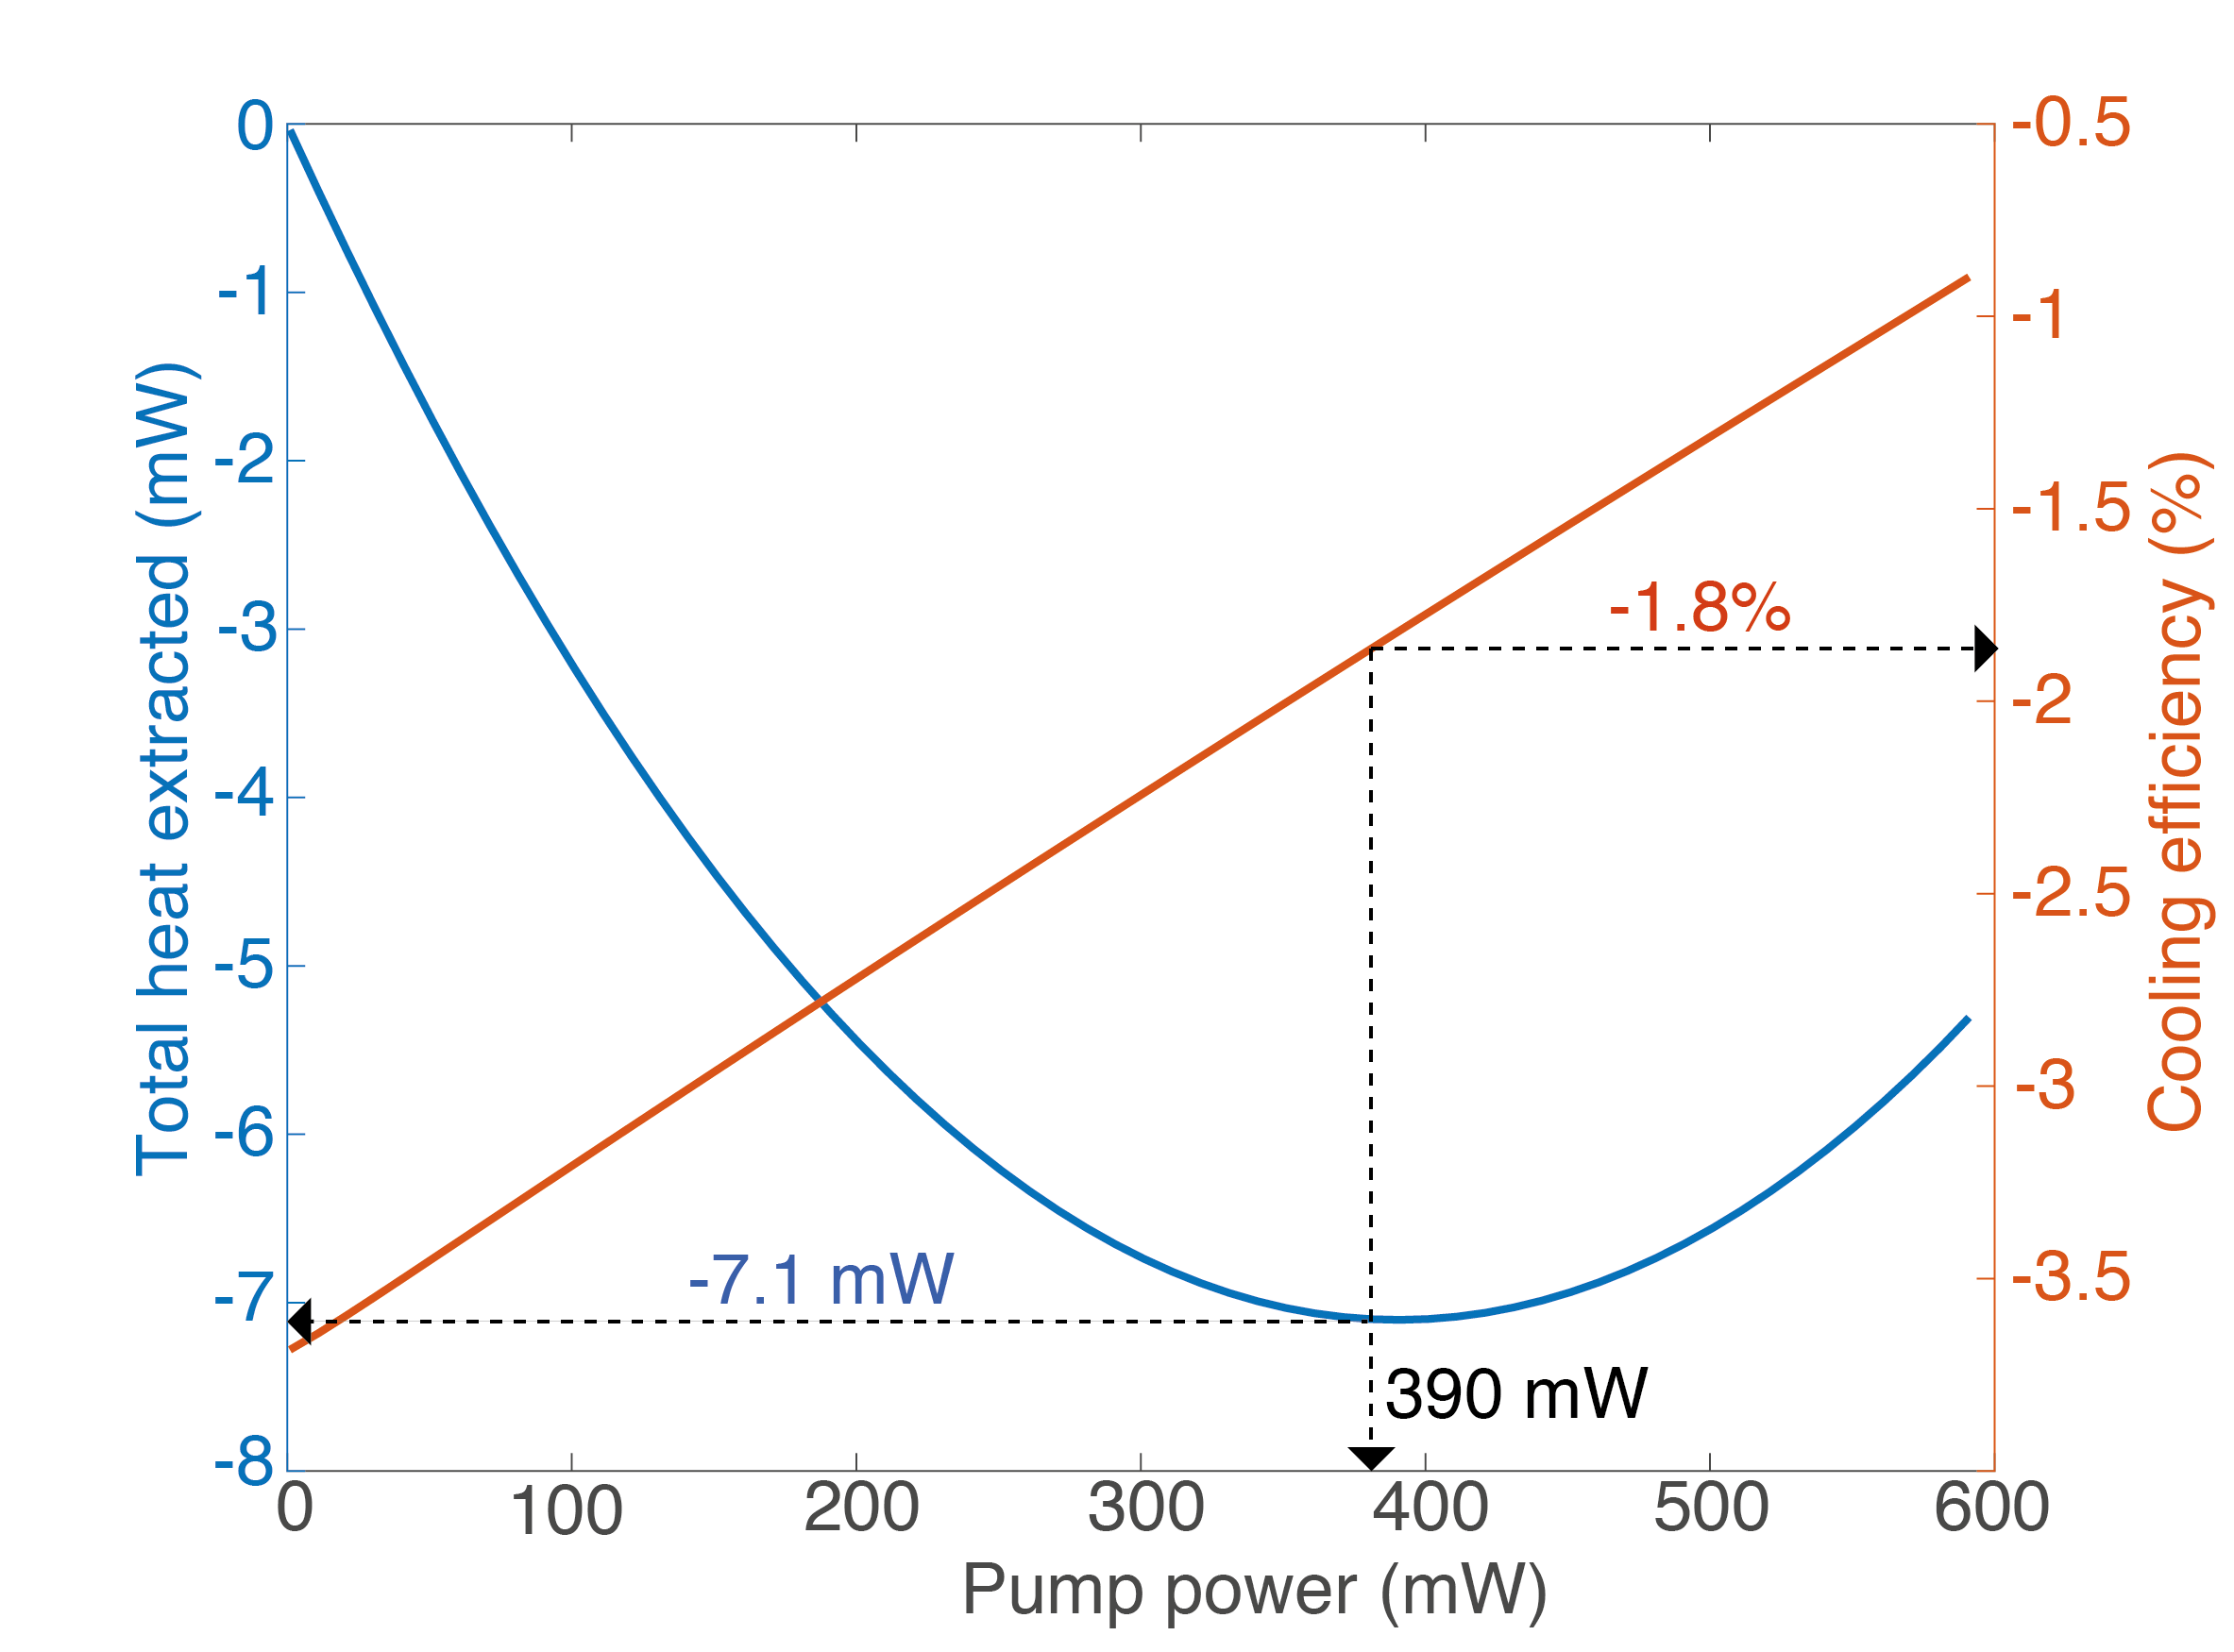 0
-1
-2
-3
-4
-5
-6
-7
-8
Total heat extracted (mW)
-0.5
-1
-1.5
-2
-2.5
-3
-3.5
Cooling efficiency (%)
-1.8%
-7.1 mW
390 mW
0 100 200 300 400 500 600
Pump power (mW)